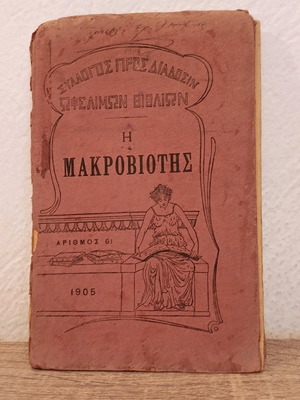 ΣΥΛΛΟΓΟΣ ΠΡΟΣ ΔΙΑΔΟΣΙΝ
ΩΦΕΛΙΜΩΝ ΒΙΒΛΙΩΝ
Η
ΜΑΚΡΟΒΙΟΤΗΣ
ΑΡΙΘΜΟΣ 61
1905